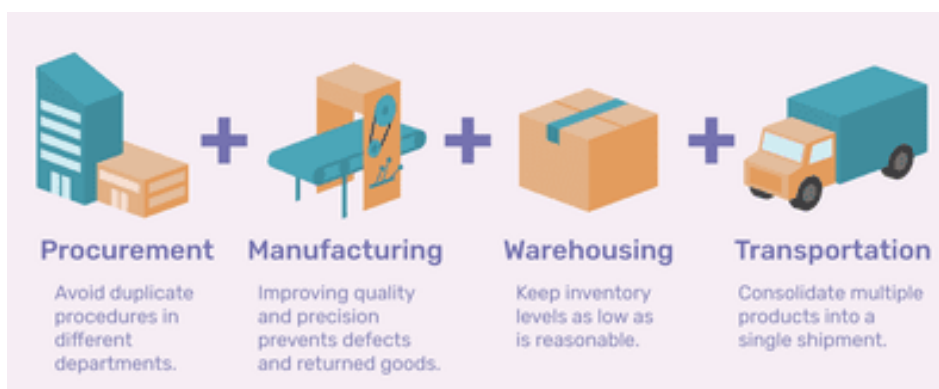 Procurement
Avoid duplicate
procedures in
different
departments.
Manufacturing
Improving quality
and precision
prevents defects
and returned goods.
Warehousing
Keep inventory
levels as low as
is reasonable.
Transportation
Consolidate multiple
products into a
single shipment.